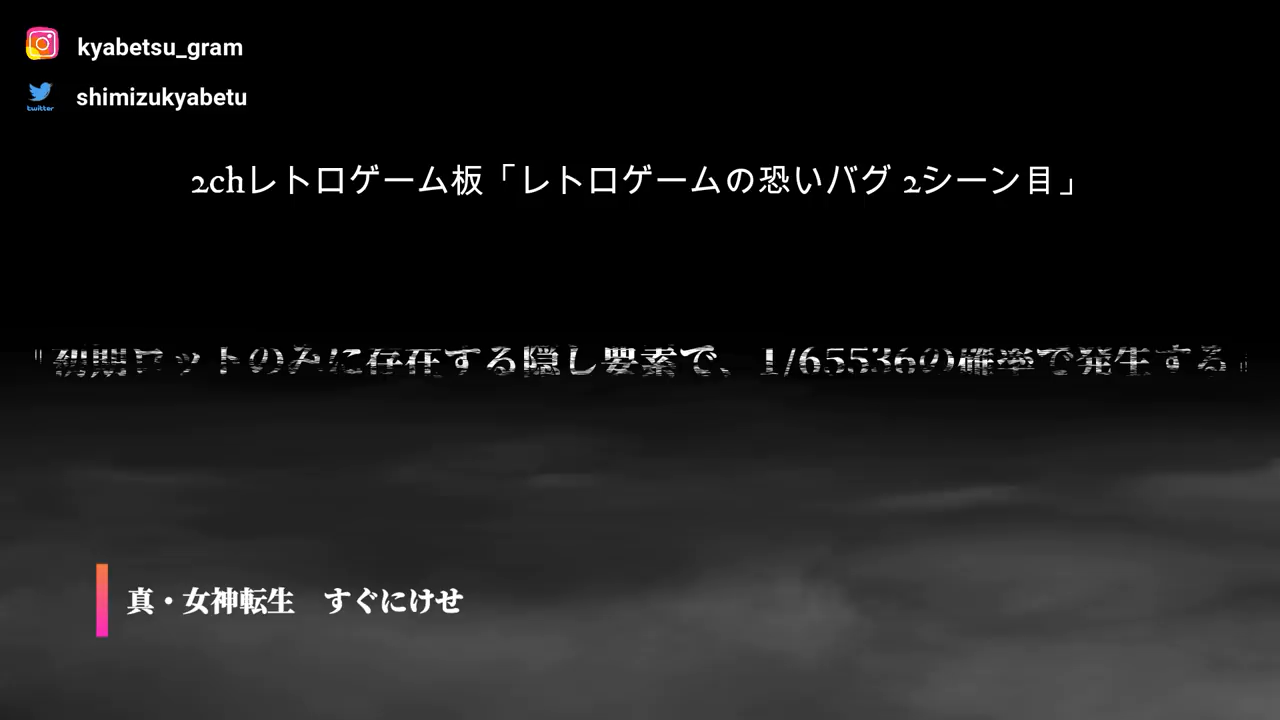 kyabetsu_gram
twitter
shimizukyabetu
2chレトロゲーム板「レトロゲームの恐いバグ 2シーン目」
"初期ロットのみに存在する隠し要素で、1/65536の確率で発生する"
真・女神転生　すぐにけせ